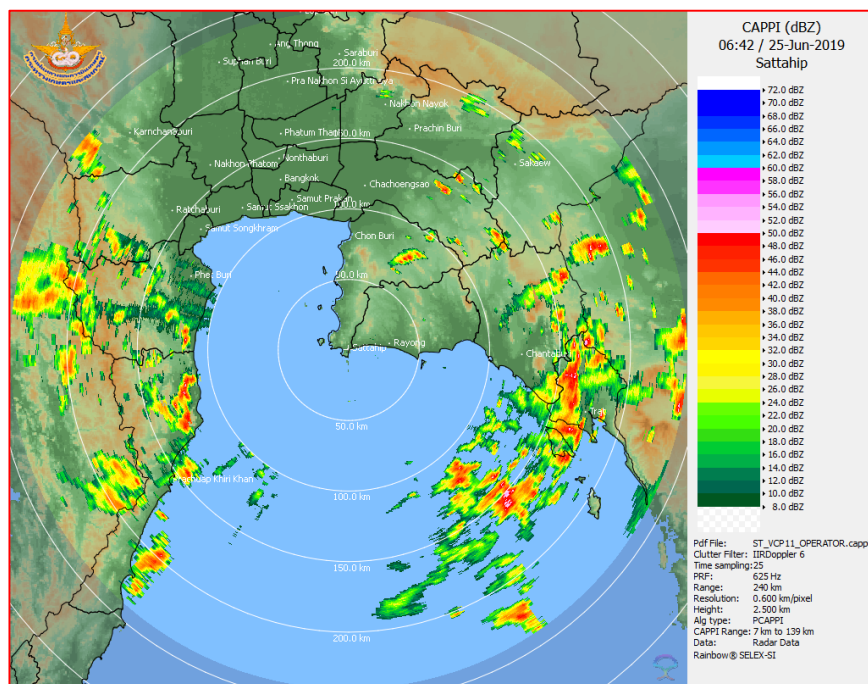 CAPPI (dBZ)
06:42 / 25-Jun-2019
Sattahip
72.0 dBZ
70.0 dBZ
68.0 dBZ
66.0 dBZ
64.0 dBZ
62.0 dBZ
60.0 dBZ
58.0 dBZ
56.0 dBZ
54.0 dBZ
52.0 dBZ
50.0 dBZ
48.0 dBZ
46.0 dBZ
44.0 dBZ
42.0 dBZ
40.0 dBZ
38.0 dBZ
36.0 dBZ
34.0 dBZ
32.0 dBZ
30.0 dBZ
28.0 dBZ
26.0 dBZ
24.0 dBZ
22.0 dBZ
20.0 dBZ
18.0 dBZ
16.0 dBZ
14.0 dBZ
12.0 dBZ
10.0 dBZ
8.0 dBZ
Pdf File: ST_VCP11_OPERATOR.capp
Clutter Filter: IIRDoppler 6
Time sampling:25
PRF: 625 Hz
Range: 240 km
Resolution: 0.600 km/pixel
Height: 2.500 km
Alg type: PCAPPI
CAPPI Range: 7 km to 139 km
Data: Radar Data
Rainbow® SELEX-SI
Ang Thong
Saraburi
Suphan Buri
200.0 km
Pra Nakhon Si Ayutthaya
Nakhon Nayok
Karnchanaburi
Phatum Thani
Prachin Buri
Nonthaburi
Nakhon Phatom
Sakaew
Bangkok
Chachoengsao
Samut Prakan
Ratchaburi
Samut Ssakhon
Samut Songkhram
Chon Buri
Phet Buri
50.0 km
Sattahip
Rayong
Chantaburi
Trat
50.0 km
Prachuap Khiri Khan
100.0 km
150.0 km
200.0 km